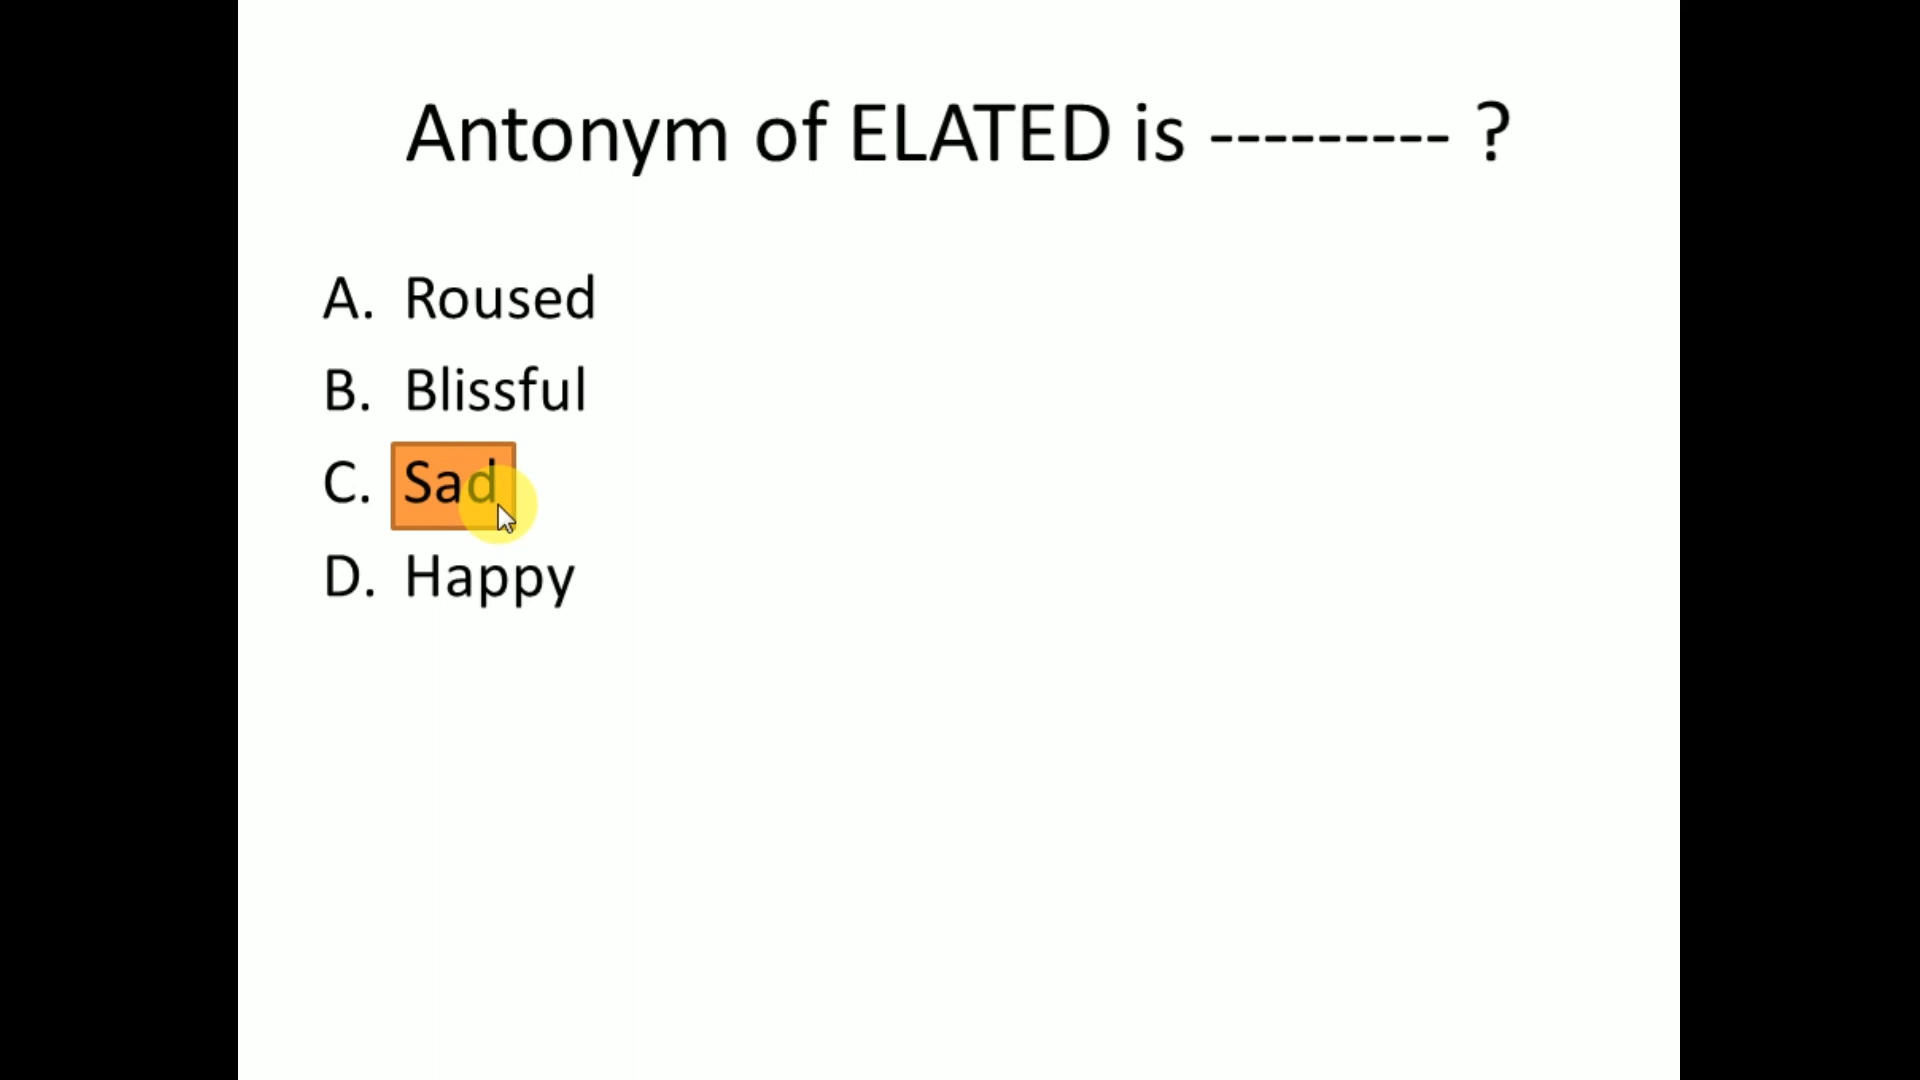 Antonym of ELATED is --------- ?
A. Roused
B. Blissful
C. Sad
D. Happy